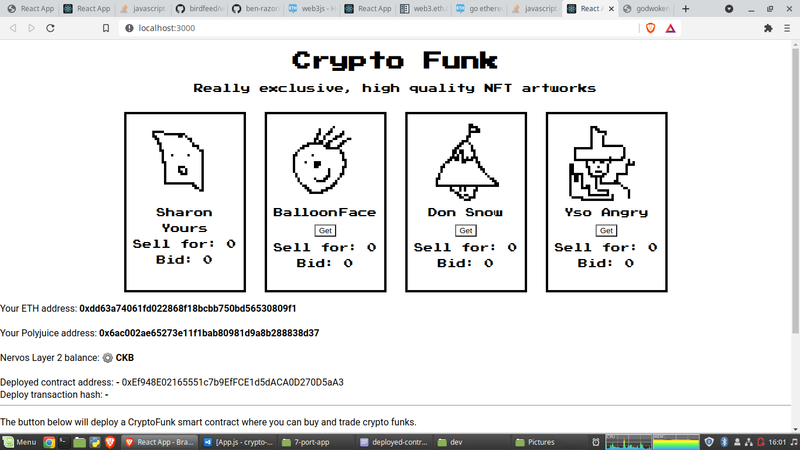 React App
React App
javascript
birdfeed/w
ben-razor
web3js - H
React App
web3.eth.
go ethere
javascript
React A
godwoken
localhost:3000
Crypto Funk
Really exclusive, high quality NFT artworks
Sharon Yours
Sell for: 0
Bid: 0
BalloonFace
Get
Sell for: 0
Bid: 0
Don Snow
Get
Sell for: 0
Bid: 0
Yso Angry
Get
Sell for: 0
Bid: 0
Your ETH address: 0xdd63a74061fd022868f18bcbb750bd56530809f1
Your Polyjuice address: 0x6ac002ae65273e11f1bab80981d9a8b288838d37
Nervos Layer 2 balance: CKB
Deployed contract address: - 0xEf948E02165551c7b9EfFCE1d5dACA0D270D5aA3
Deploy transaction hash: -
The button below will deploy a CryptoFunk smart contract where you can buy and trade crypto funks.
Menu
React App - Bra...
[App.js - crypto-...
7-port-app
deployed-contr...
dev
Pictures
16:01